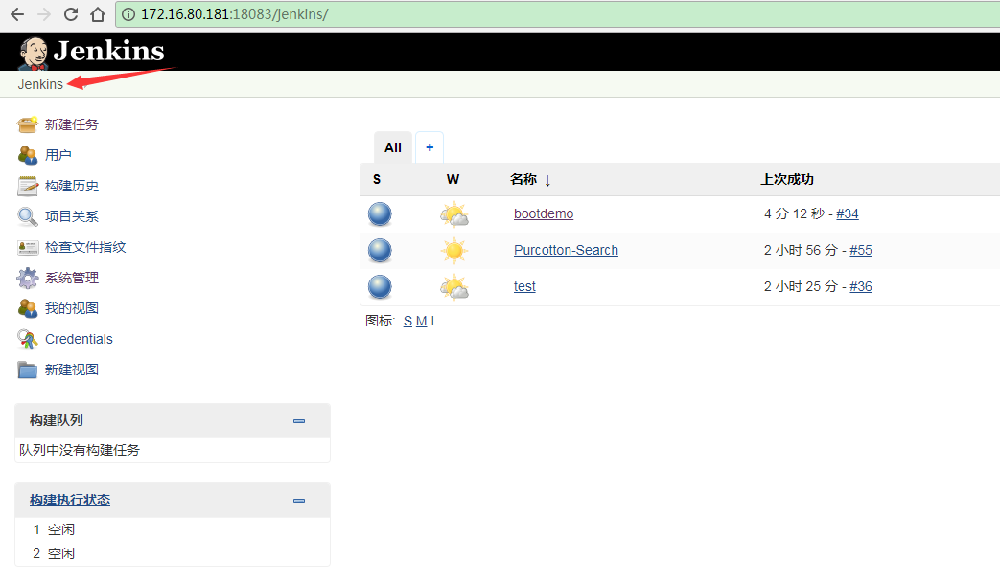 172.16.80.181:18083/jenkins/
Jenkins
Jenkins
新建任务
用户
构建历史
项目关系
检查文件指纹
系统管理
我的视图
Credentials
新建视图
构建队列
队列中没有构建任务
构建执行状态
1 空闲
2 空闲
All +
S W 名称 ↓ 上次成功
bootdemo 4 分 12 秒 - #34
Purcotton-Search 2 小时 56 分 - #55
test 2 小时 25 分 - #36
图标: S M L